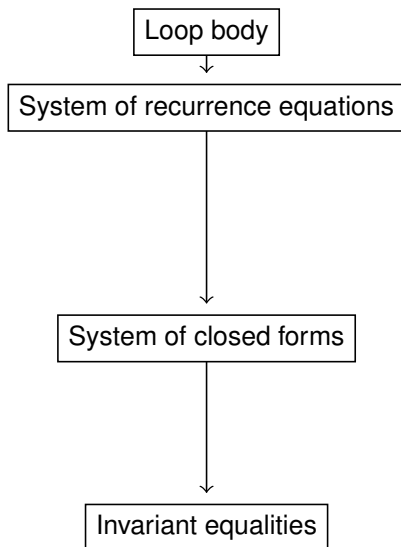 Loop body
System of recurrence equations
System of closed forms
Invariant equalities